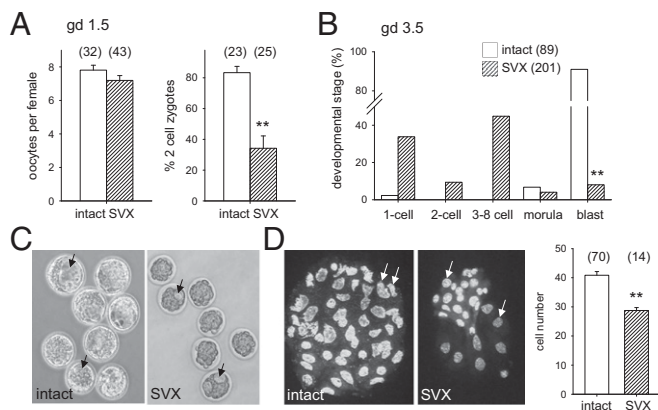 A
gd 1.5
(32) (43)
8
6
4
2
0
oocytes per female
intact SVX
(23) (25)
80
60
40
20
0
% 2 cell zygotes
**
intact SVX
B
gd 3.5
intact (89)
SVX (201)
100
80
40
20
0
developmental stage (%)
**
1-cell 2-cell 3-8 cell morula blast
C
intact
SVX
D
intact
SVX
(70) (14)
50
40
30
20
10
0
cell number
**
intact SVX